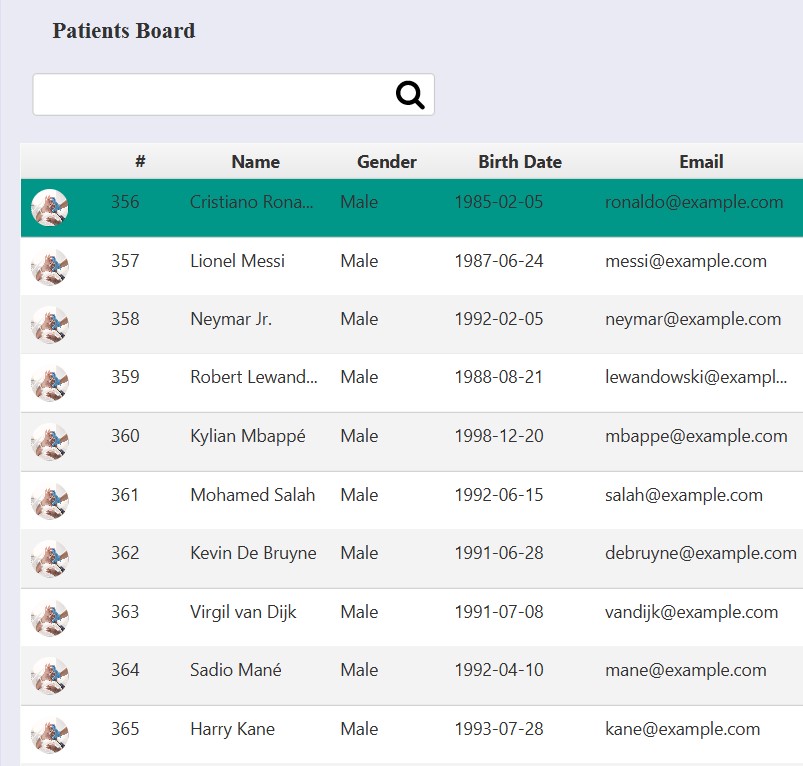 Patients Board
# Name Gender Birth Date Email
356 Cristiano Rona... Male 1985-02-05 ronaldo@example.com
357 Lionel Messi Male 1987-06-24 messi@example.com
358 Neymar Jr. Male 1992-02-05 neymar@example.com
359 Robert Lewand... Male 1988-08-21 lewandowski@exampl...
360 Kylian Mbappé Male 1998-12-20 mbappe@example.com
361 Mohamed Salah Male 1992-06-15 salah@example.com
362 Kevin De Bruyne Male 1991-06-28 debruyne@example.com
363 Virgil van Dijk Male 1991-07-08 vandijk@example.com
364 Sadio Mané Male 1992-04-10 mane@example.com
365 Harry Kane Male 1993-07-28 kane@example.com